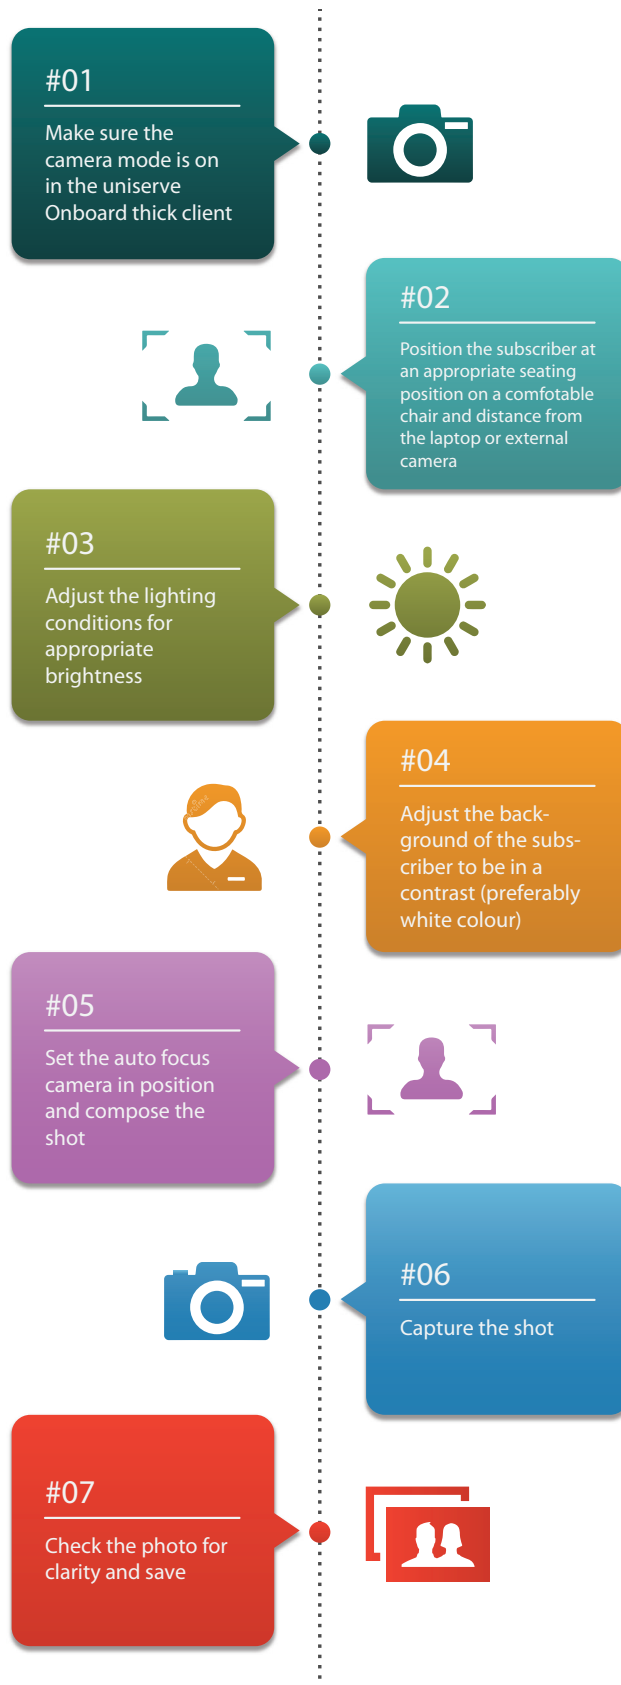 #01
Make sure the
camera mode is on
in the uniserve
Onboard thick client
#02
Position the subscriber at
an appropriate seating
position on a comfotable
chair and distance from
the laptop or external
camera
#03
Adjust the lighting
conditions for
appropriate
brightness
#04
Adjust the back-
ground of the subs-
criber to be in a
contrast (preferably
white colour)
#05
Set the auto focus
camera in position
and compose the
shot
#06
Capture the shot
#07
Check the photo for
clarity and save